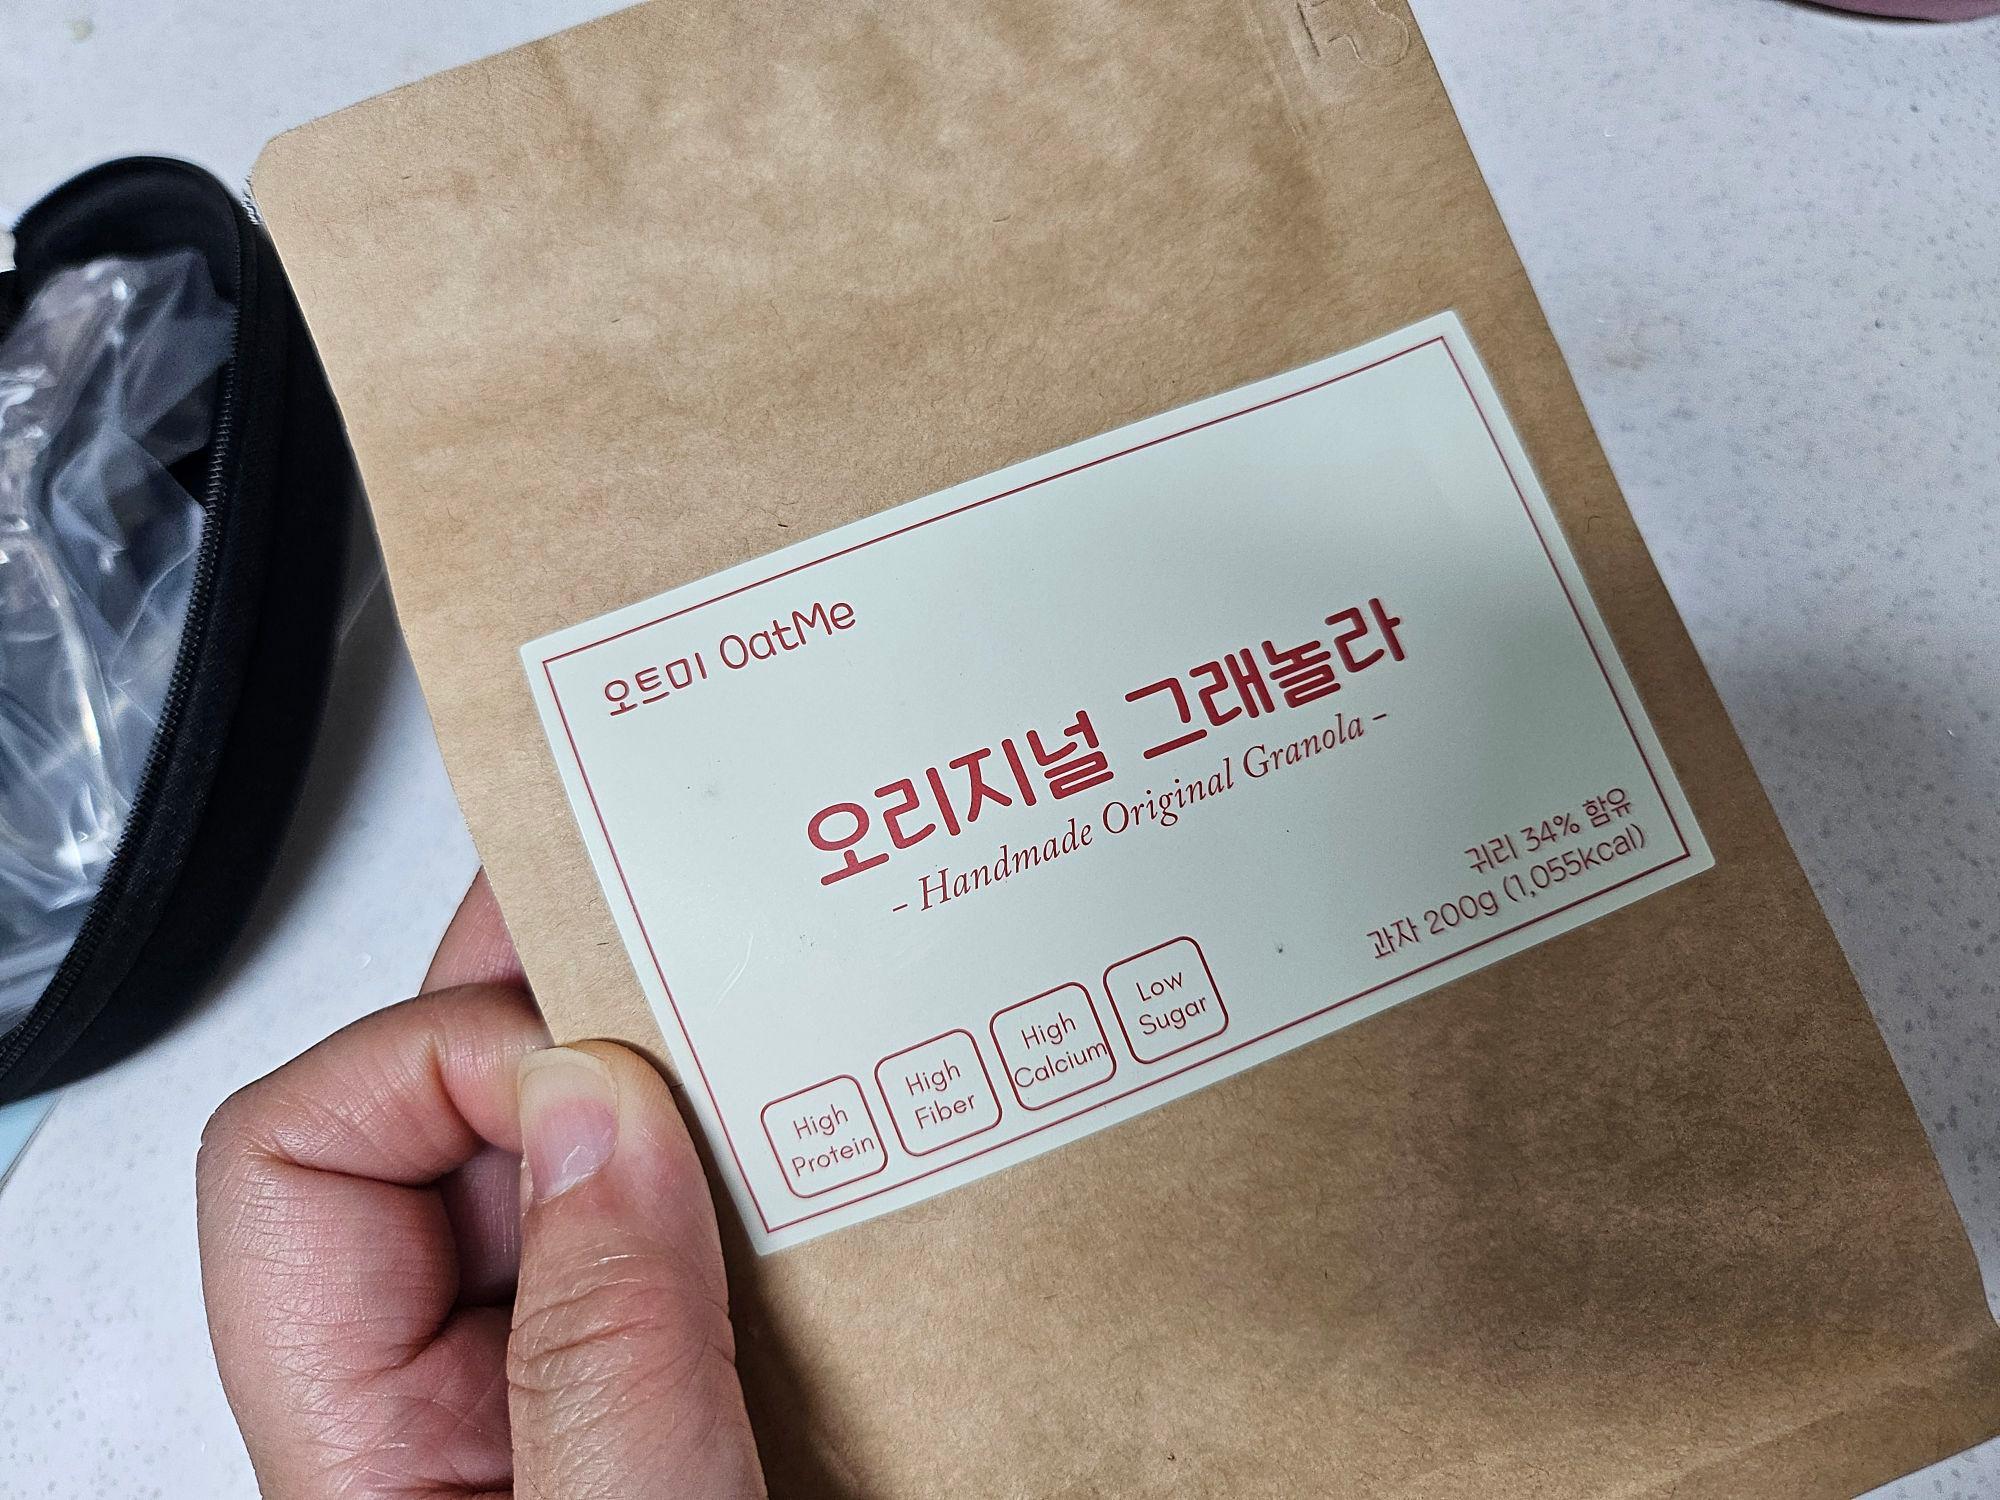 오트미 OatMe
오리지널 그래놀라
- Handmade Original Granola -
귀리 34% 함유
과자 200g (1,055kcal)
High
Protein
High
Fiber
High
Calcium
Low
Sugar